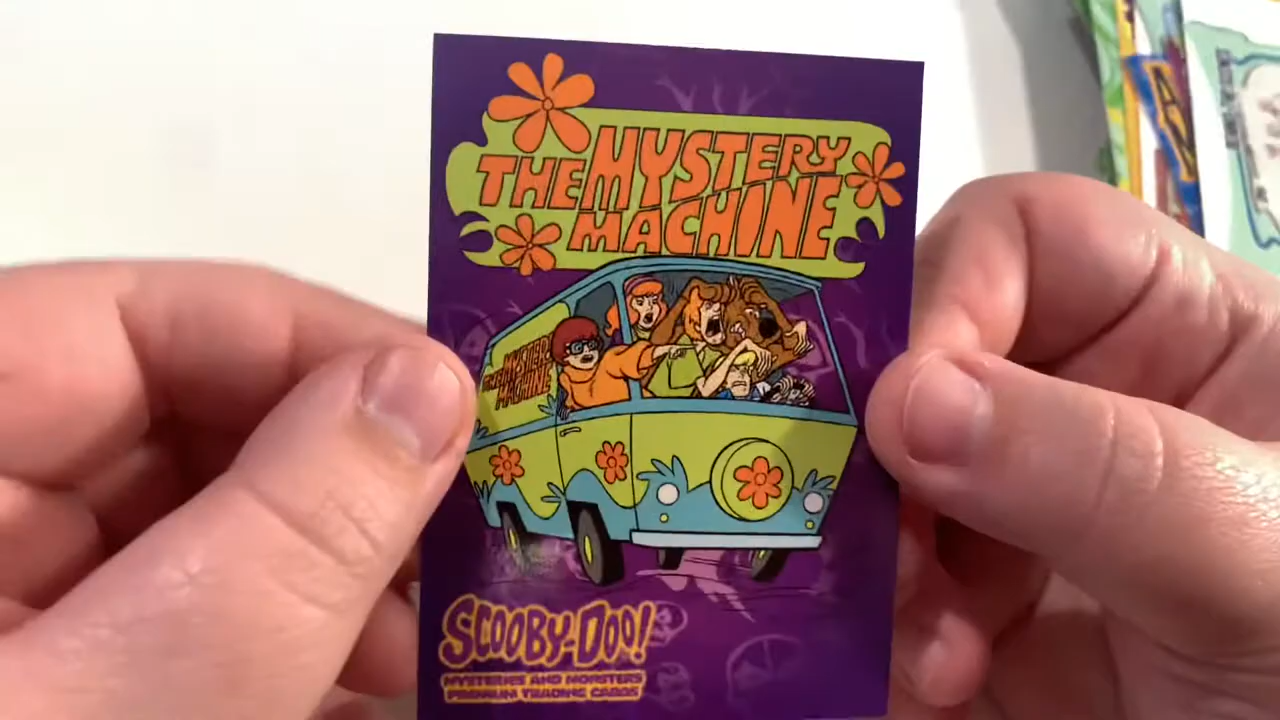 THE MYSTERY
MACHINE
THE MYSTERY
MACHINE
SCOOBY-DOO!
MYSTERIES AND MONSTERS
PREMIUM TRADING CARDS